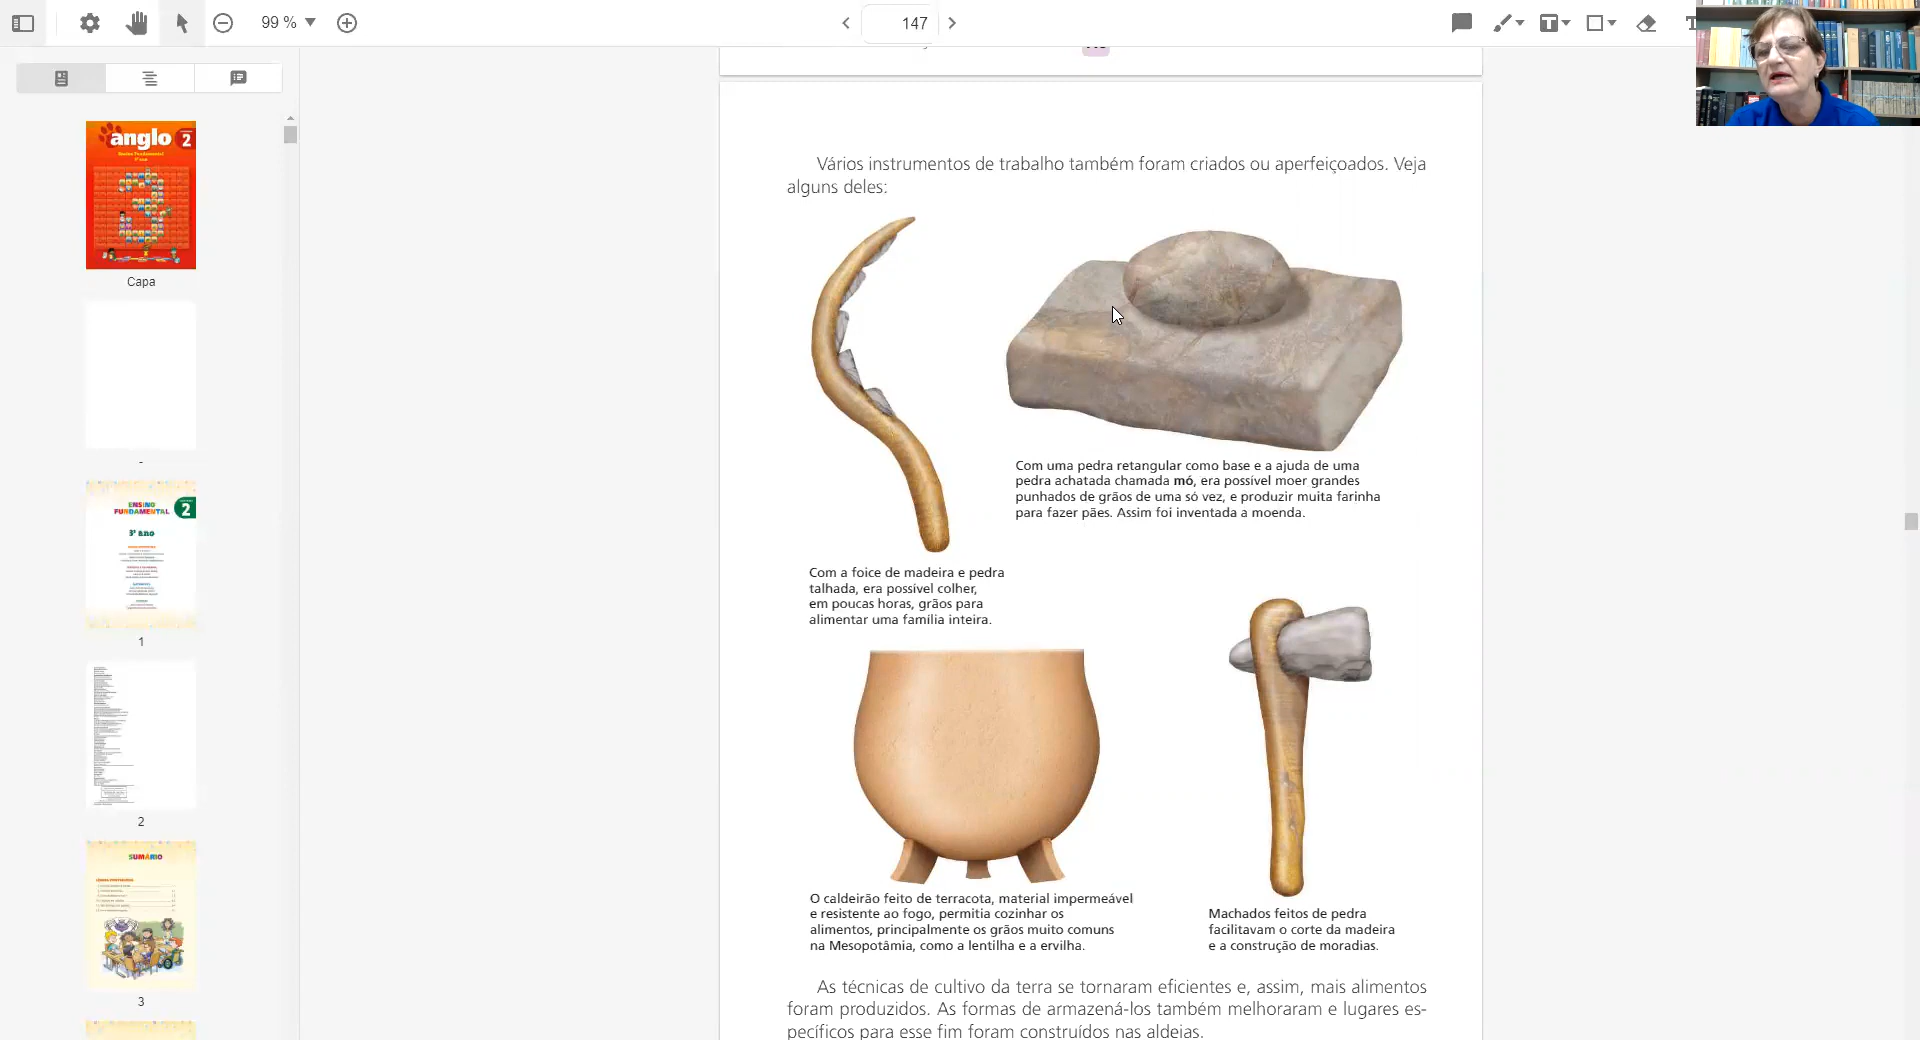 99 %
147
anglo 2
Capa
-
ENSINO
FUNDAMENTAL 2
3º ano
1
2
SUMÁRIO
3
Vários instrumentos de trabalho também foram criados ou aperfeiçoados. Veja
alguns deles:
Com uma pedra retangular como base e a ajuda de uma
pedra achatada chamada mó, era possível moer grandes
punhados de grãos de uma só vez, e produzir muita farinha
para fazer pães. Assim foi inventada a moenda.
Com a foice de madeira e pedra
talhada, era possível colher,
em poucas horas, grãos para
alimentar uma família inteira.
O caldeirão feito de terracota, material impermeável
e resistente ao fogo, permitia cozinhar os
alimentos, principalmente os grãos muito comuns
na Mesopotâmia, como a lentilha e a ervilha.
Machados feitos de pedra
facilitavam o corte da madeira
e a construção de moradias.
As técnicas de cultivo da terra se tornaram eficientes e, assim, mais alimentos
foram produzidos. As formas de armazená-los também melhoraram e lugares es-
pecíficos para esse fim foram construídos nas aldeias.